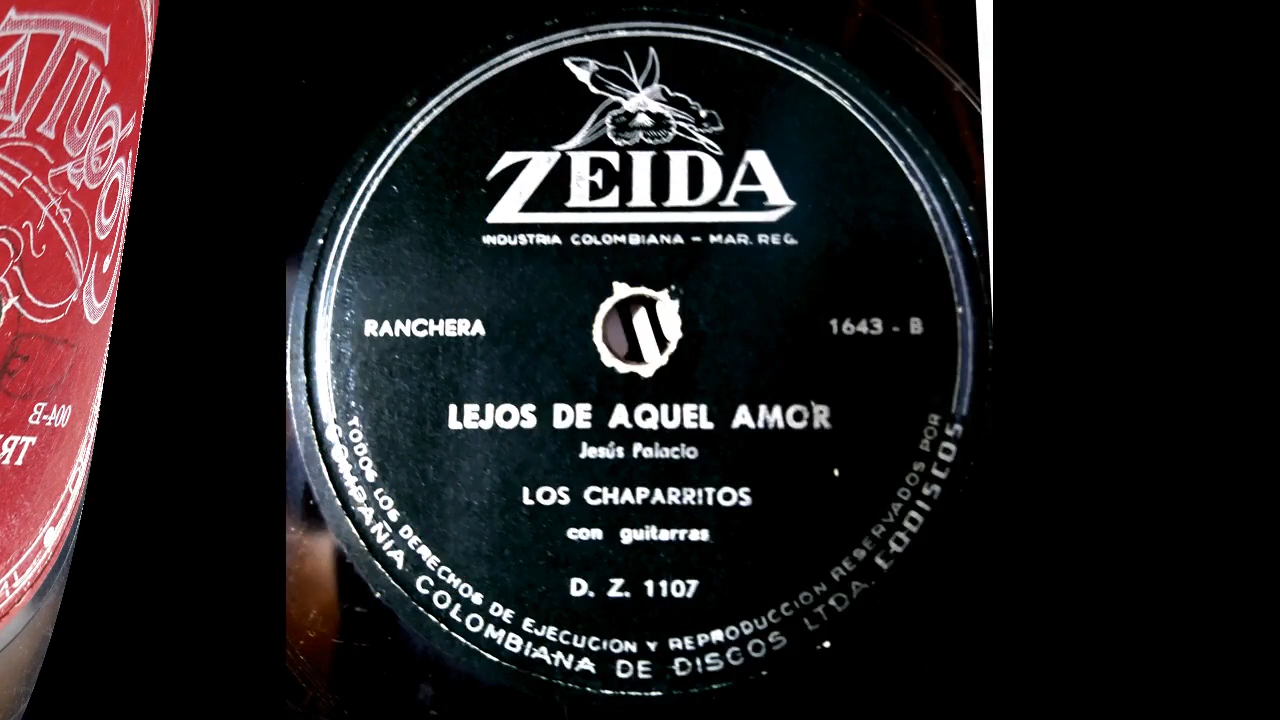 ZEIDA
INDUSTRIA COLOMBIANA - MAR. REG.
RANCHERA
1643 - B
LEJOS DE AQUEL AMOR
Jesús Palacio
LOS CHAPARRITOS
con guitarras
D. Z. 1107
TODOS LOS DERECHOS DE EJECUCION Y REPRODUCCION RESERVADOS POR
COMPAÑIA COLOMBIANA DE DISCOS LTDA. CODISCOS
004-B